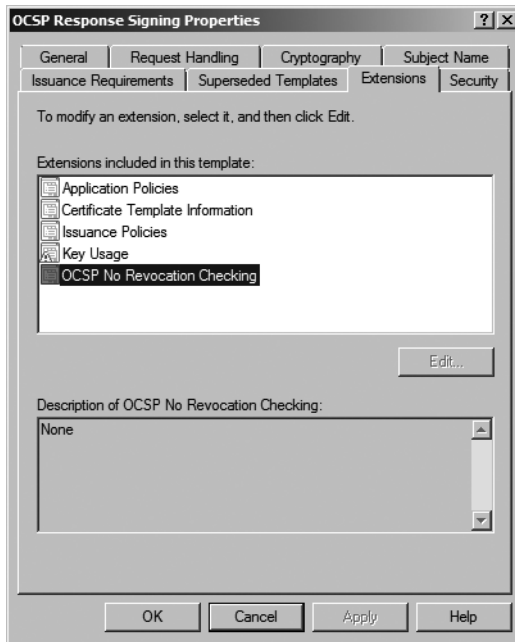 OCSP Response Signing Properties
? X
General Request Handling Cryptography Subject Name
Issuance Requirements Superseded Templates Extensions Security
To modify an extension, select it, and then click Edit.
Extensions included in this template:
Application Policies
Certificate Template Information
Issuance Policies
Key Usage
OCSP No Revocation Checking
Edit...
Description of OCSP No Revocation Checking:
None
OK Cancel Apply Help